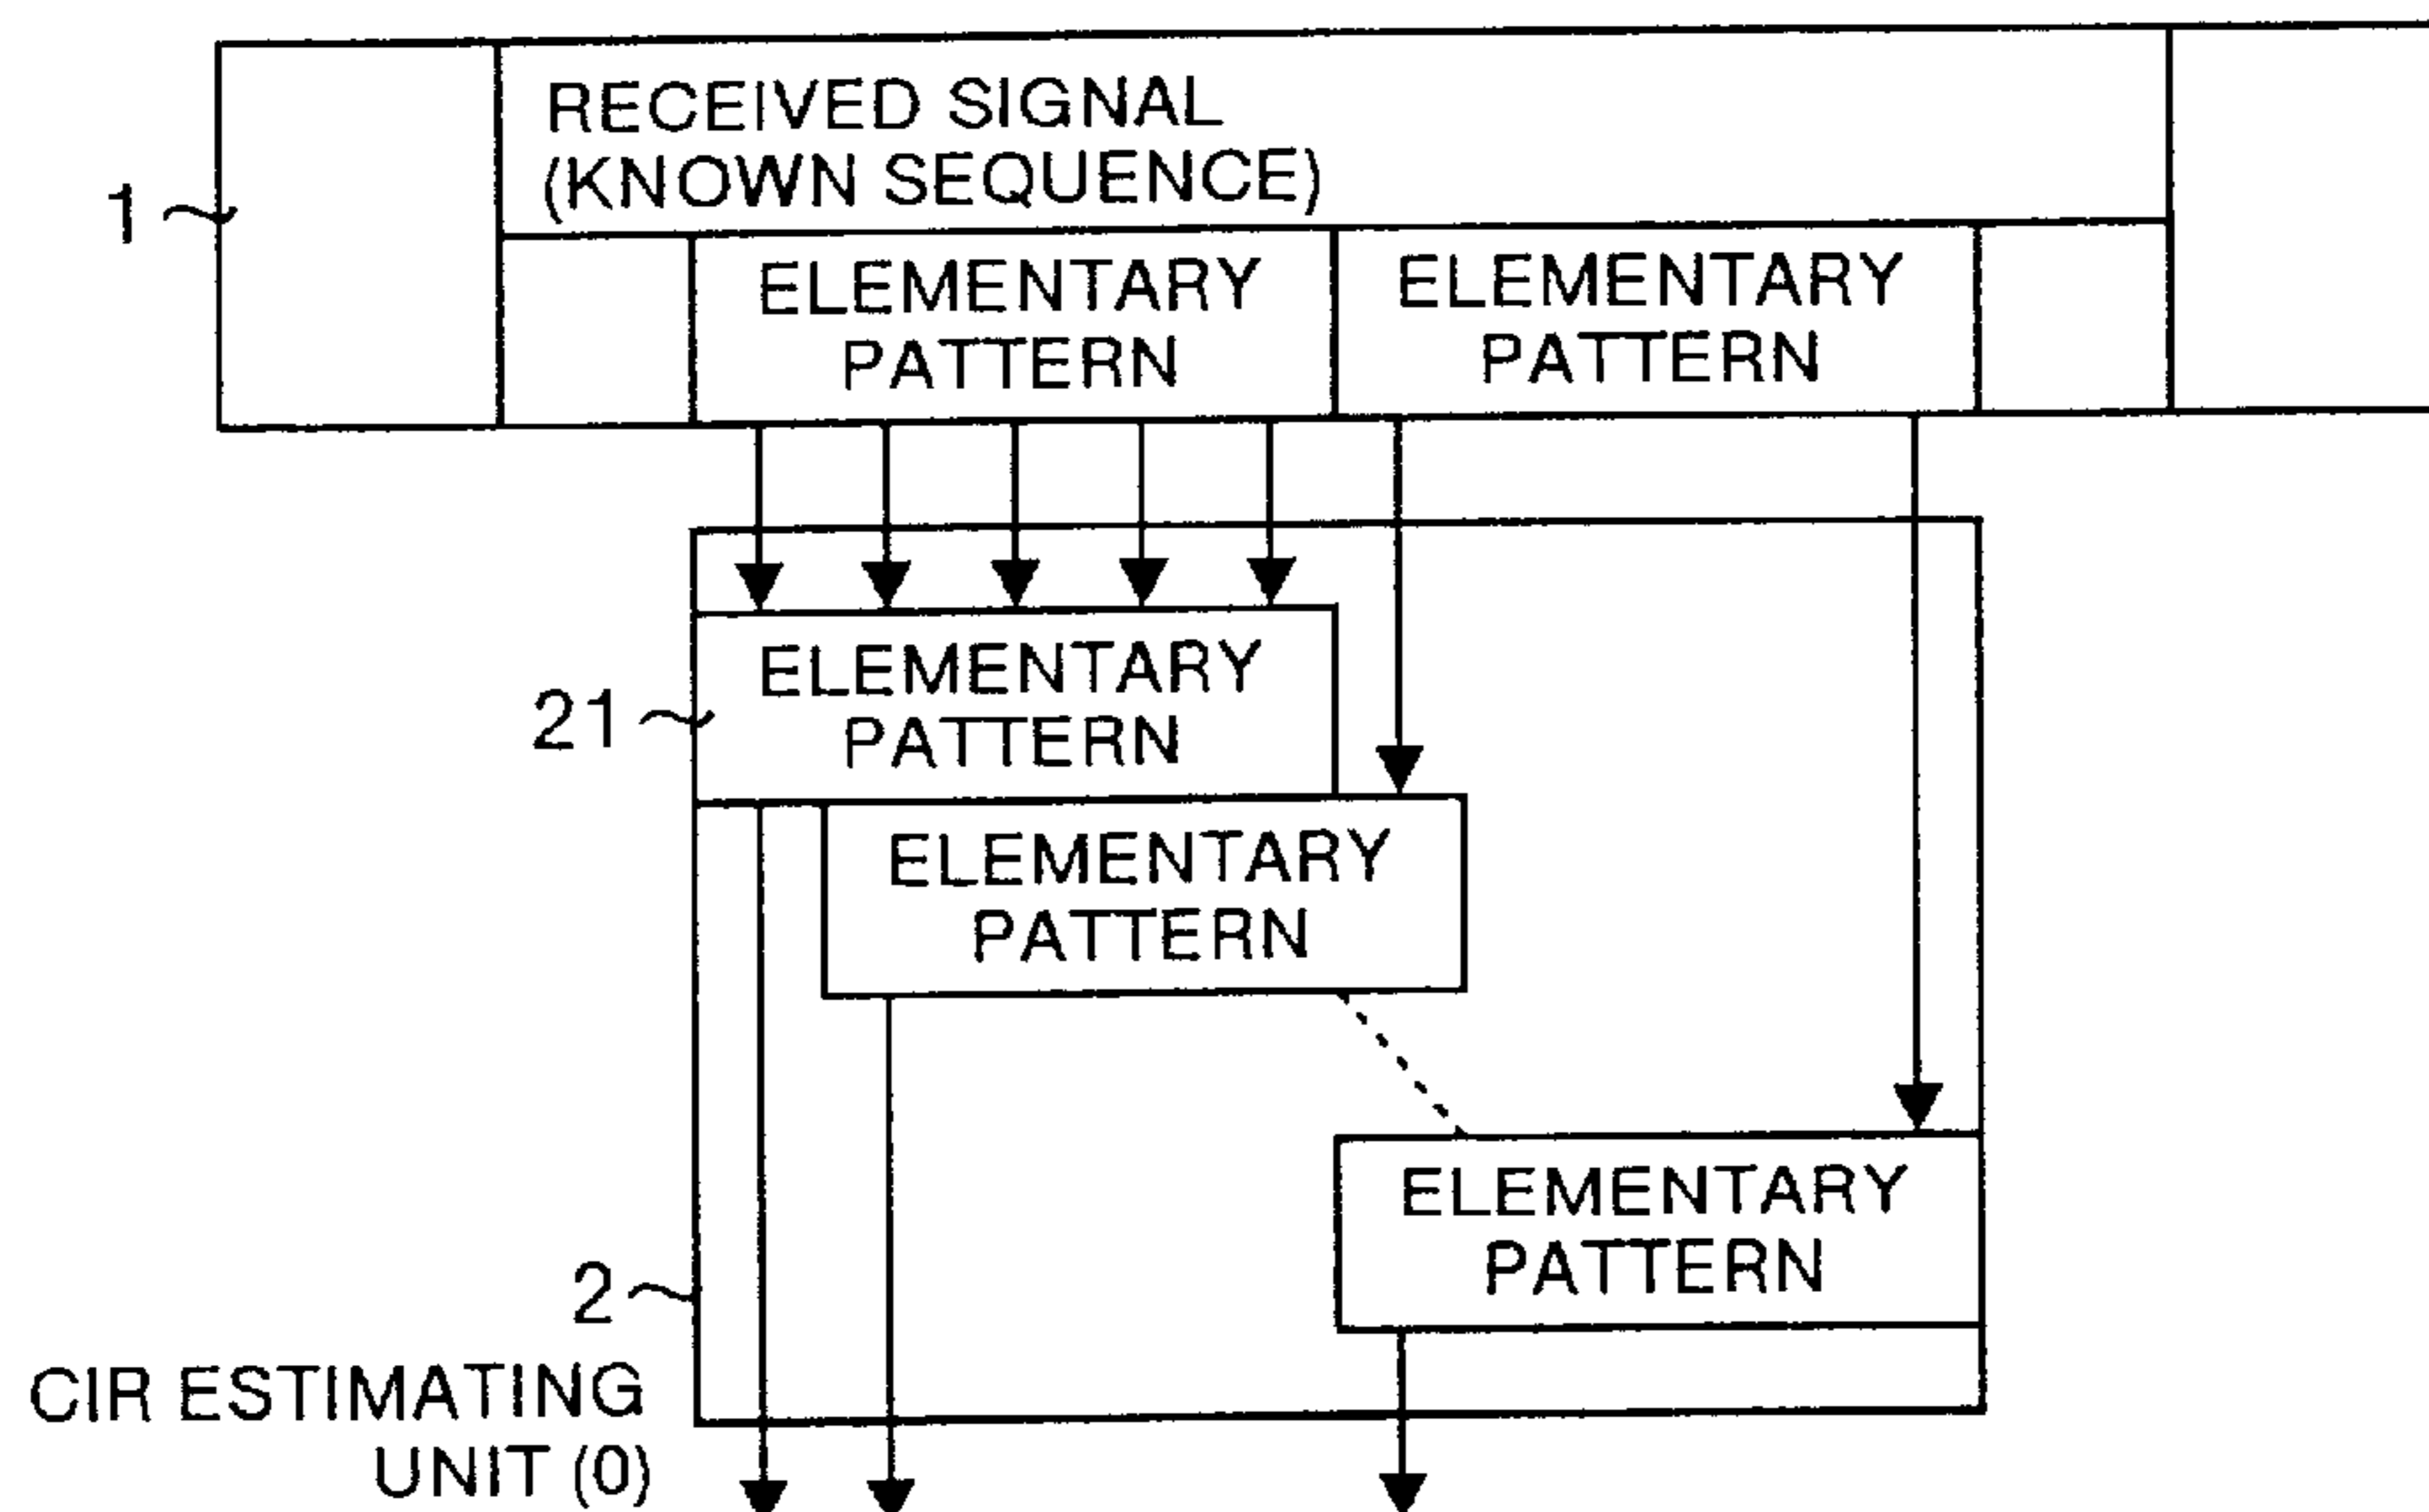 RECEIVED SIGNAL
(KNOWN SEQUENCE)
1
ELEMENTARY
PATTERN
ELEMENTARY
PATTERN
ELEMENTARY
PATTERN
21
ELEMENTARY
PATTERN
ELEMENTARY
PATTERN
2
CIR ESTIMATING
UNIT (0)